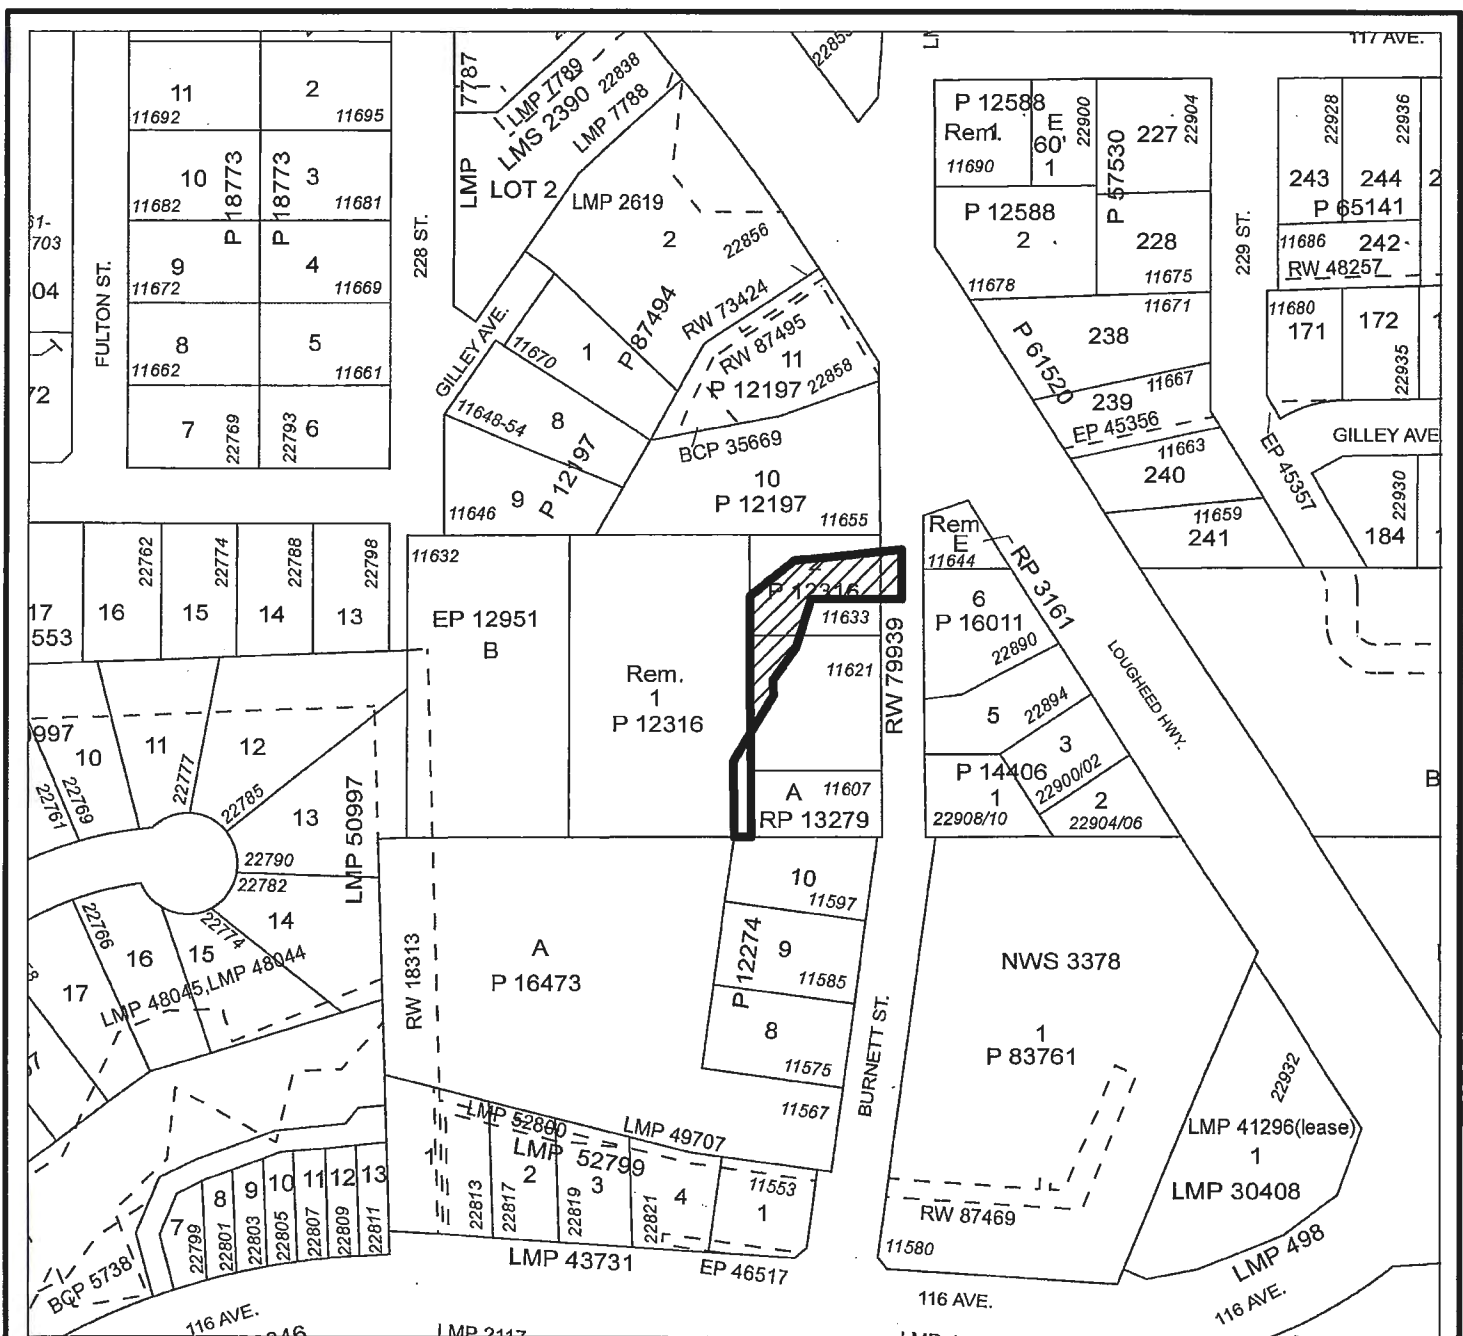 117 AVE.
11
11692
2
11695
10
11682
P 18773
P 18773
3
11681
9
11672
4
11669
8
11662
5
11661
7
22769
22793
6
703
04
72
FULTON ST.
228 ST.
7787
LMP
LMP 7789
LMS 2390
22838
LMP 7788
LOT 2
LMP 2619
2
22856
GILLEY AVE.
11670
1
P 87494
RW 73424
RW 87495
11
P 12197
22858
11648-54
8
9
P 12197
11646
BCP 35669
10
P 12197
11655
P 12588
Rem.
1
11690
E
60'
1
22900
227
22904
P 57530
P 12588
2
11678
228
11675
11671
238
P 61520
11667
239
EP 45356
11663
240
11659
241
229 ST.
22928
22936
243
244
2
P 65141
11686
242
RW 48257
11680
171
172
22935
GILLEY AVE
EP 45357
22930
184
22762
22774
22788
22798
17
553
16
15
14
13
11632
EP 12951
B
Rem.
1
P 12316
P 12316
11633
11621
RW 79939
A
11607
RP 13279
Rem
E
11644
RP 3161
6
P 16011
22890
5
22894
3
P 14406
22900/02
1
22908/10
2
22904/06
LOUGHEED HWY.
B
997
10
11
12
22777
22785
22769
22761
13
LMP 50997
22790
22782
22766
22774
14
16
15
17
LMP 48045,LMP 48044
RW 18313
A
P 16473
10
11597
9
11585
P 12274
8
11575
11567
BURNETT ST.
NWS 3378
1
P 83761
22932
LMP 41296(lease)
1
LMP 30408
LMP 52800
LMP 49707
LMP 52799
1
2
3
4
11553
1
22813
22817
22819
22821
7
8
9
10
11
12
13
22799
22801
22803
22805
22807
22809
22811
BCP 5738
LMP 43731
EP 46517
RW 87469
11580
LMP 498
116 AVE.
116 AVE.
116 AVE.
LMP 2117